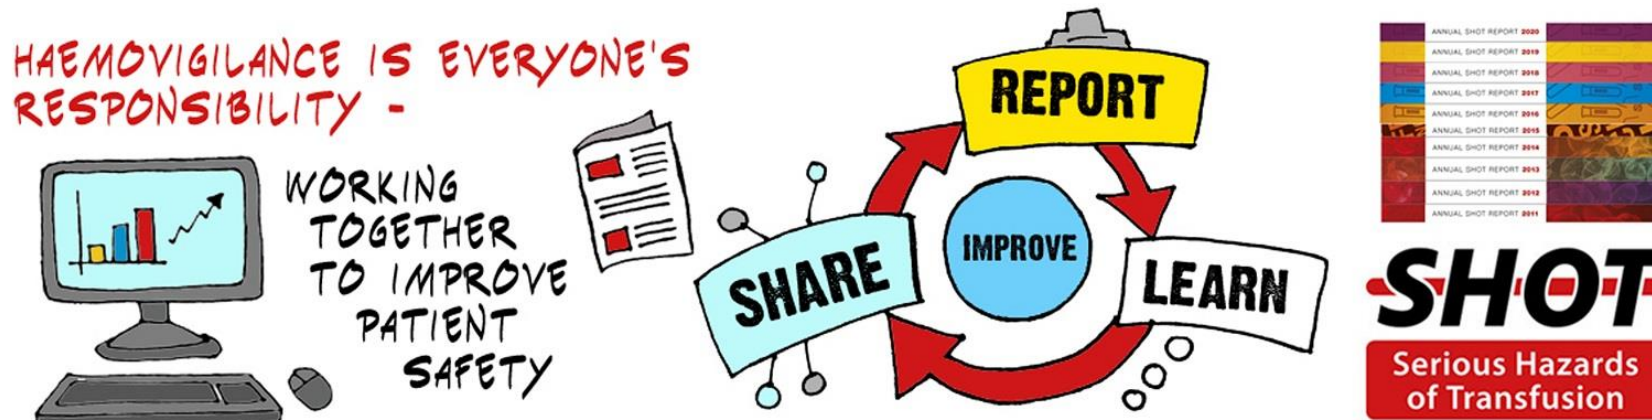 HAEMOVIGILANCE IS EVERYONE'S
RESPONSIBILITY -
WORKING
TOGETHER
TO IMPROVE
PATIENT
SAFETY
REPORT
IMPROVE
SHARE
LEARN
ANNUAL SHOT REPORT 2020
ANNUAL SHOT REPORT 2019
ANNUAL SHOT REPORT 2018
ANNUAL SHOT REPORT 2017
ANNUAL SHOT REPORT 2016
ANNUAL SHOT REPORT 2015
ANNUAL SHOT REPORT 2014
ANNUAL SHOT REPORT 2013
ANNUAL SHOT REPORT 2012
ANNUAL SHOT REPORT 2011
SHOT
Serious Hazards
of Transfusion